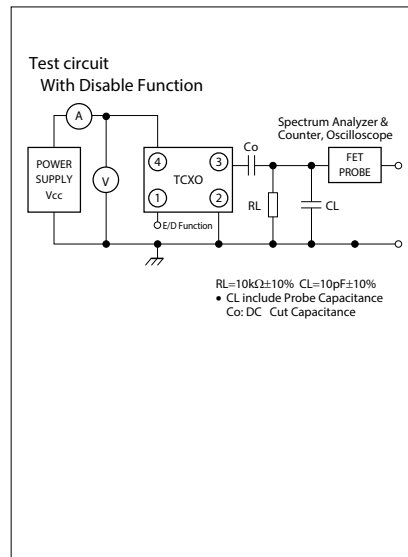 Test circuit
With Disable Function
Spectrum Analyzer &
Counter, Oscilloscope
A
Co
4
3
FET
PROBE
POWER
SUPPLY
Vcc
V
TCXO
RL
CL
1
2
E/D Function
RL=10kΩ±10% CL=10pF±10%
• CL include Probe Capacitance
Co: DC Cut Capacitance